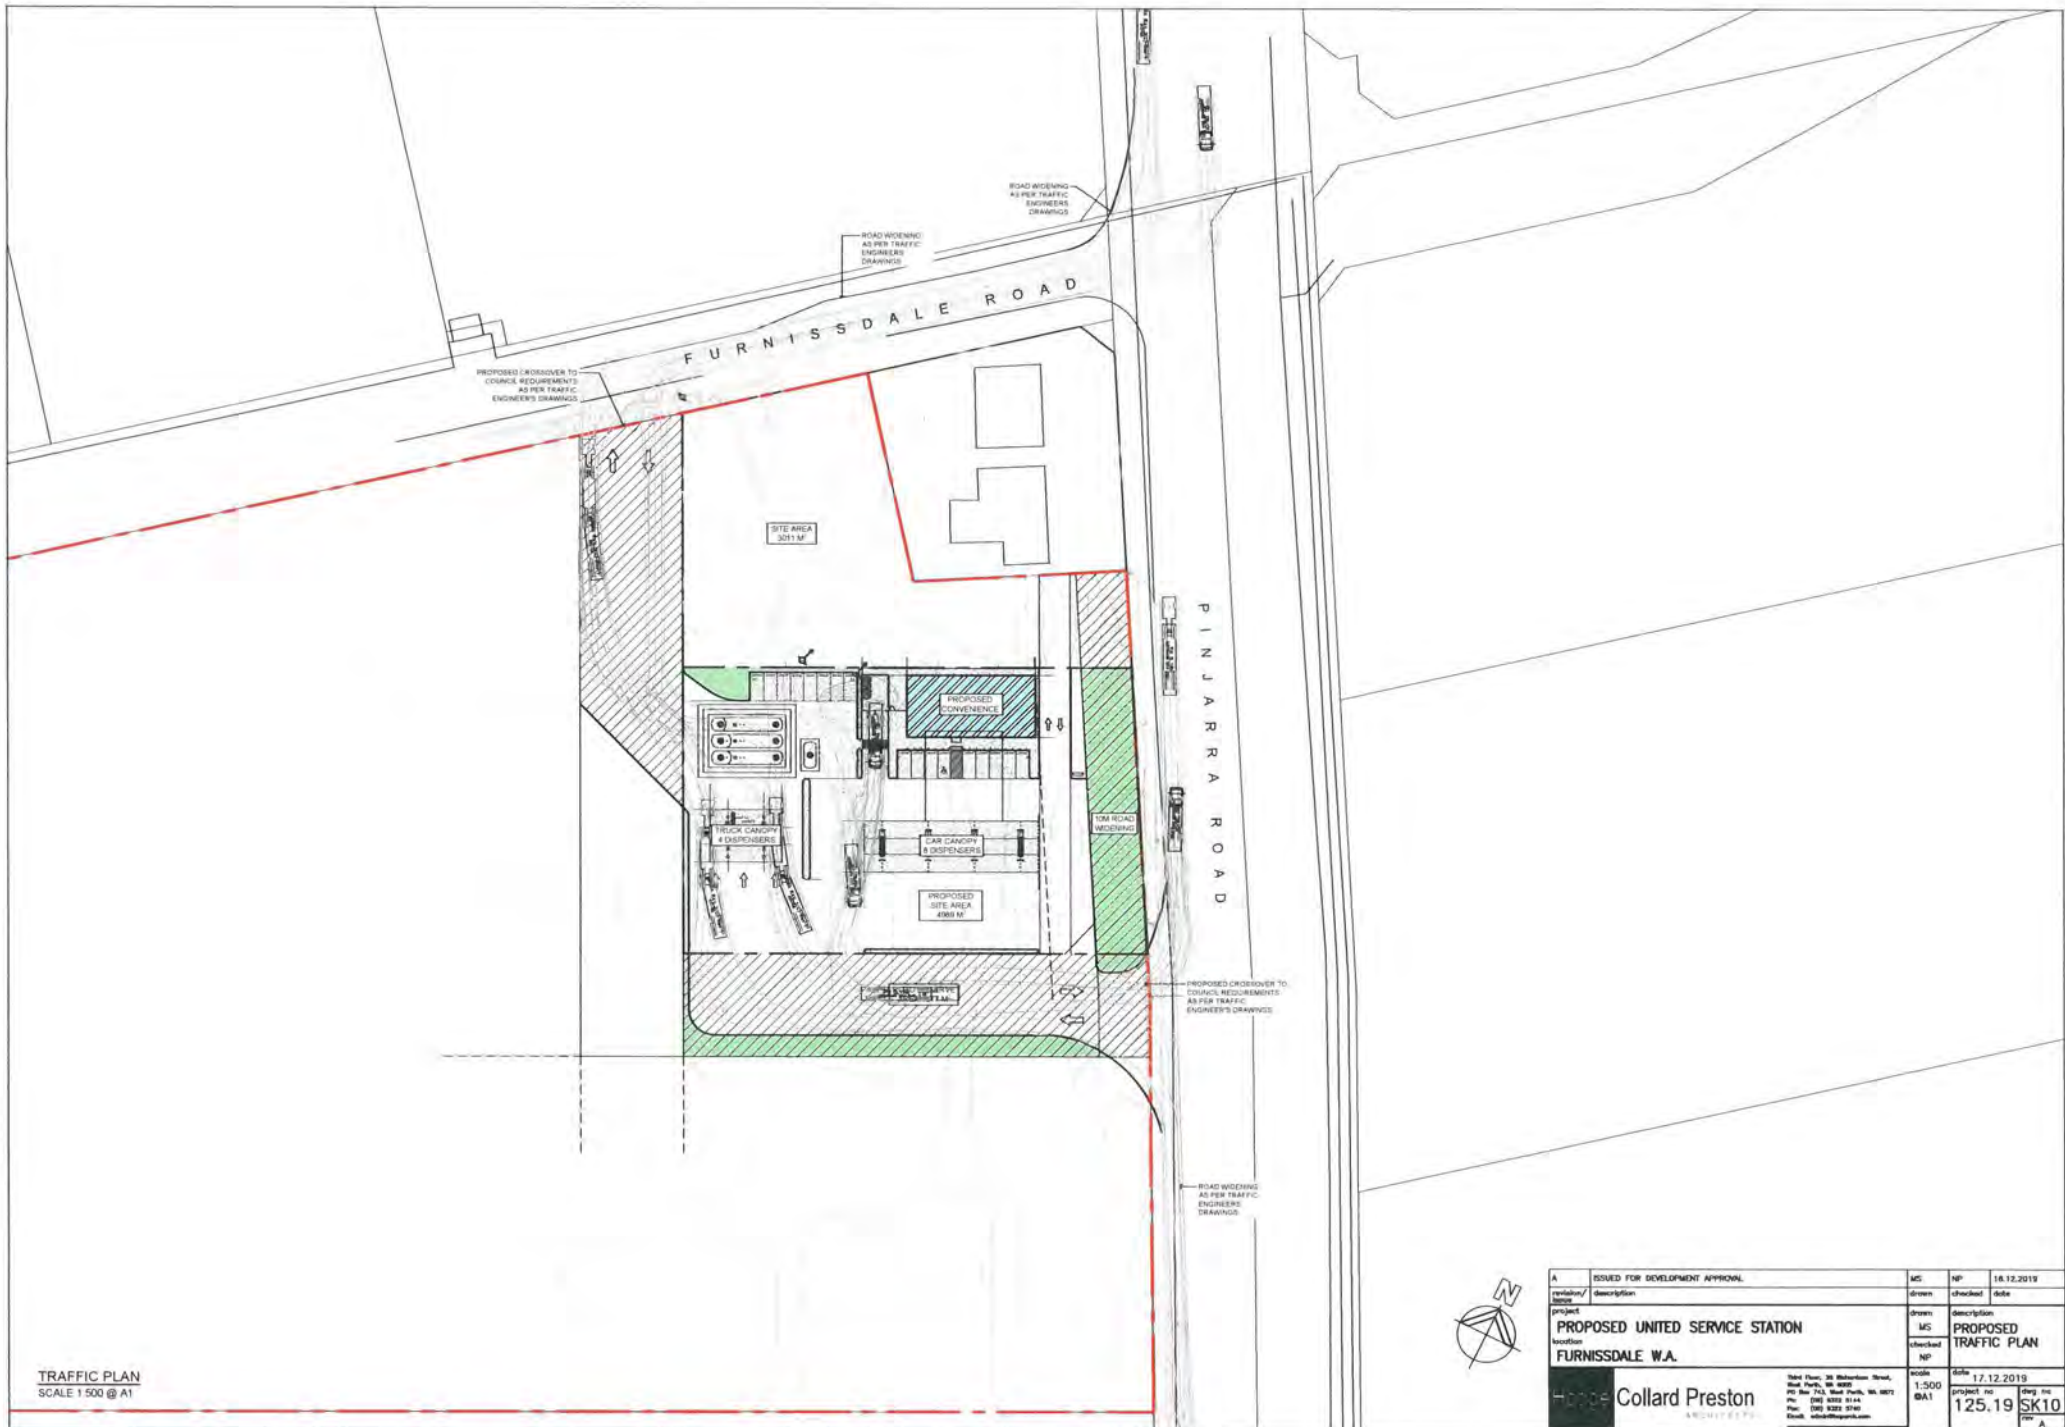 ROAD WIDENING
AS PER TRAFFIC
ENGINEERS
DRAWINGS
ROAD WIDENING
AS PER TRAFFIC
ENGINEERS
DRAWINGS
FURNISSDALE ROAD
PROPOSED CROSSOVER TO
COUNCIL REQUIREMENTS
AS PER TRAFFIC
ENGINEER'S DRAWINGS
SITE AREA
3011 M²
PINJARRA ROAD
PROPOSED
CONVENIENCE
TRUCK CANOPY
4 DISPENSERS
CAR CANOPY
8 DISPENSERS
10M ROAD
WIDENING
PROPOSED
SITE AREA
PROPOSED CROSSOVER TO
COUNCIL REQUIREMENTS
AS PER TRAFFIC
ENGINEER'S DRAWINGS
ROAD WIDENING
AS PER TRAFFIC
ENGINEERS
DRAWINGS
TRAFFIC PLAN
SCALE 1:500 @ A1
N
A ISSUED FOR DEVELOPMENT APPROVAL MS NP 18.12.2019
revision/ issue description drawn checked date
project
PROPOSED UNITED SERVICE STATION
location
FURNISSDALE W.A.
drawn
MS
checked
NP
description
PROPOSED
TRAFFIC PLAN
scale
1:500
@A1
date 17.12.2019
project no
125.19
dwg no
SK10
rev A
Collard Preston
ARCHITECTS